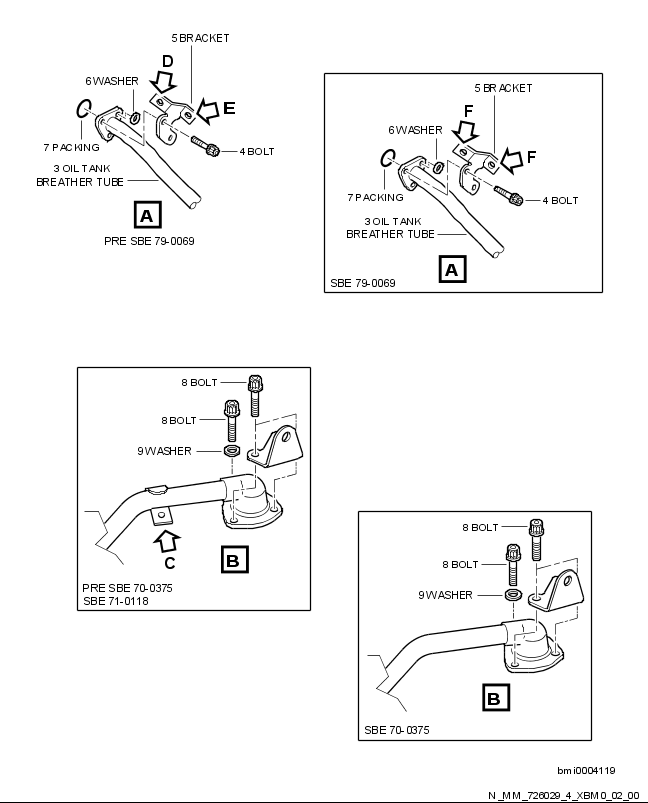 5 BRACKET
D
6 WASHER
E
7 PACKING
4 BOLT
3 OIL TANK
BREATHER TUBE
A
PRE SBE 79-0069
5 BRACKET
F
6 WASHER
F
7 PACKING
4 BOLT
3 OIL TANK
BREATHER TUBE
A
SBE 79-0069
8 BOLT
8 BOLT
9 WASHER
C
B
PRE SBE 70-0375
SBE 71-0118
8 BOLT
8 BOLT
9 WASHER
B
SBE 70-0375
bmi0004119
N_MM_726029_4_XBM0_02_00